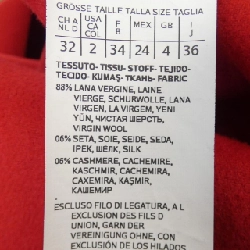 GRÖSSE TAILLE TALLA SIZE TAGLIA
CH A USA F MEX GB I
NL D C B J
32 2 34 24 4 36
TESSUTO-TISSU-STOFF-TEJIDO-
TECIDO-KUMAŞ-ТКАНЬ-FABRIC
88% LANA VERGINE, LAINE
VIERGE, SCHURWOLLE, LANA
VIRGEN, LA VIRGEM, YENİ
YÜN, ЧИСТАЯ ШЕРСТЬ,
VIRGIN WOOL
06% SETA, SOIE, SEIDE, SEDA,
İPEK, ШЕЛК, SILK
06% CASHMERE, CACHEMIRE,
KASCHMIR, CACHEMIRA,
CAXEMIRA, KAŞMİR,
КАШЕМИР
ESCLUSO FILO DI LEGATURA, A L
EXCLUSION DES FILS D
UNION, GARN DER
VEREINIGUNG OHNE, CON
EXCLUSIÓN DE LOS HILADOS